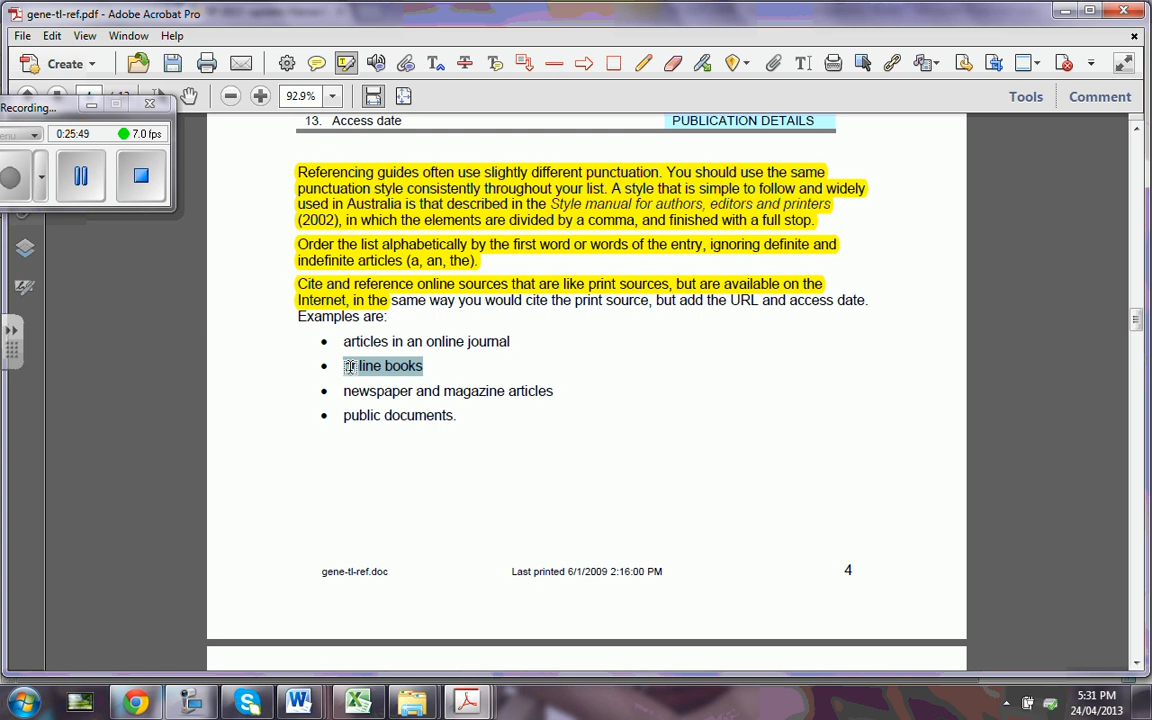 gene-tl-ref.pdf - Adobe Acrobat Pro
File Edit View Window Help
Create
92.9%
Tools Comment
Recording...
0:25:49 7.0 fps
13. Access date PUBLICATION DETAILS
Referencing guides often use slightly different punctuation. You should use the same
punctuation style consistently throughout your list. A style that is simple to follow and widely
used in Australia is that described in the Style manual for authors, editors and printers
(2002), in which the elements are divided by a comma, and finished with a full stop.
Order the list alphabetically by the first word or words of the entry, ignoring definite and
indefinite articles (a, an, the).
Cite and reference online sources that are like print sources, but are available on the
Internet, in the same way you would cite the print source, but add the URL and access date.
Examples are:
• articles in an online journal
• online books
• newspaper and magazine articles
• public documents.
gene-tl-ref.doc Last printed 6/1/2009 2:16:00 PM 4
5:31 PM
24/04/2013